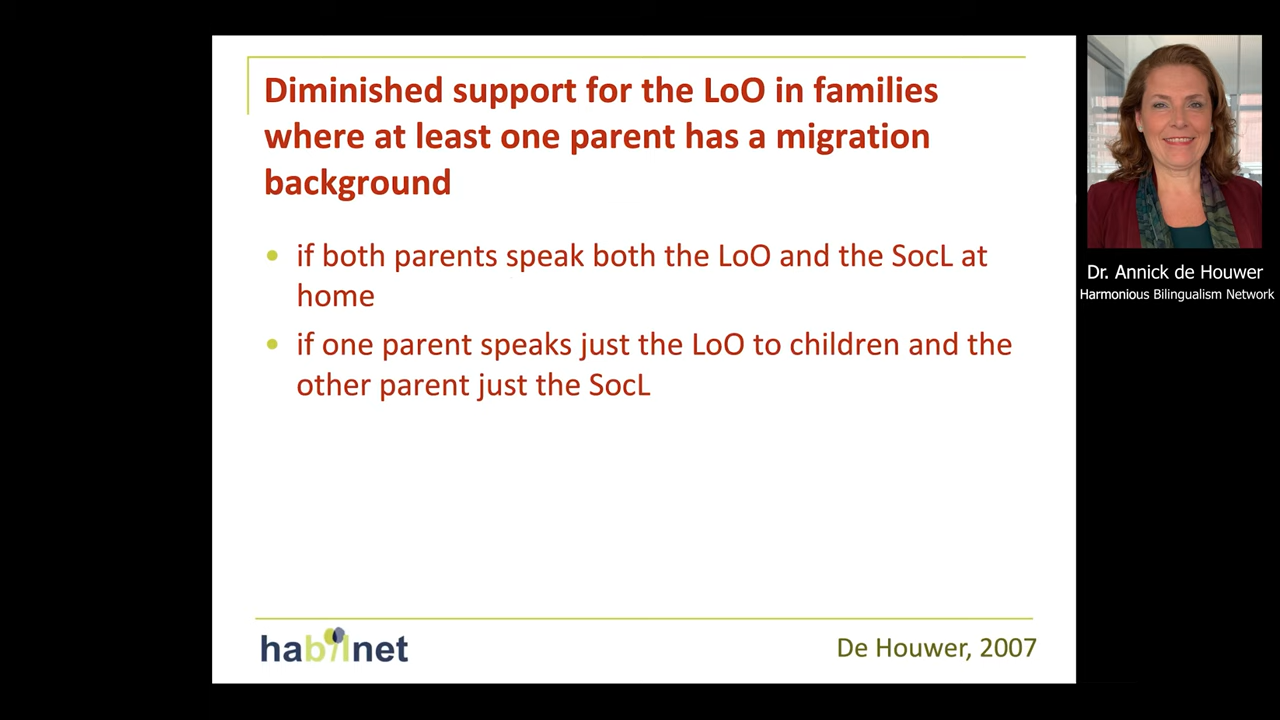 Diminished support for the LoO in families
where at least one parent has a migration
background
• if both parents speak both the LoO and the SocL at
home
• if one parent speaks just the LoO to children and the
other parent just the SocL
habilnet
De Houwer, 2007
Dr. Annick de Houwer
Harmonious Bilingualism Network